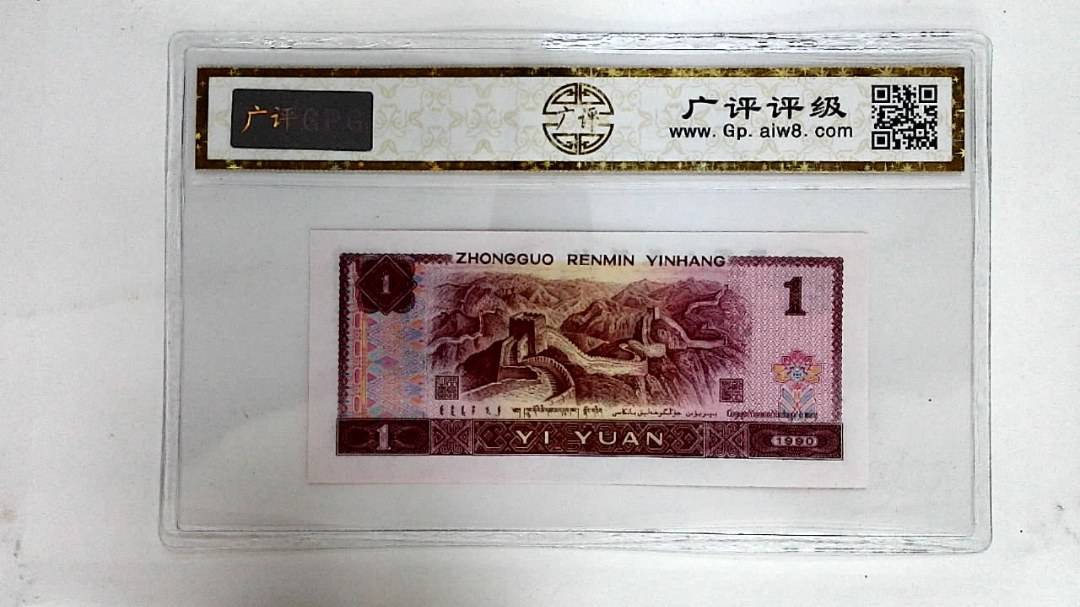 广评GPG
广评
广评评级
www.Gp.aiw8.com
ZHONGGUO RENMIN YINHANG
1
1
1
YI YUAN
1990